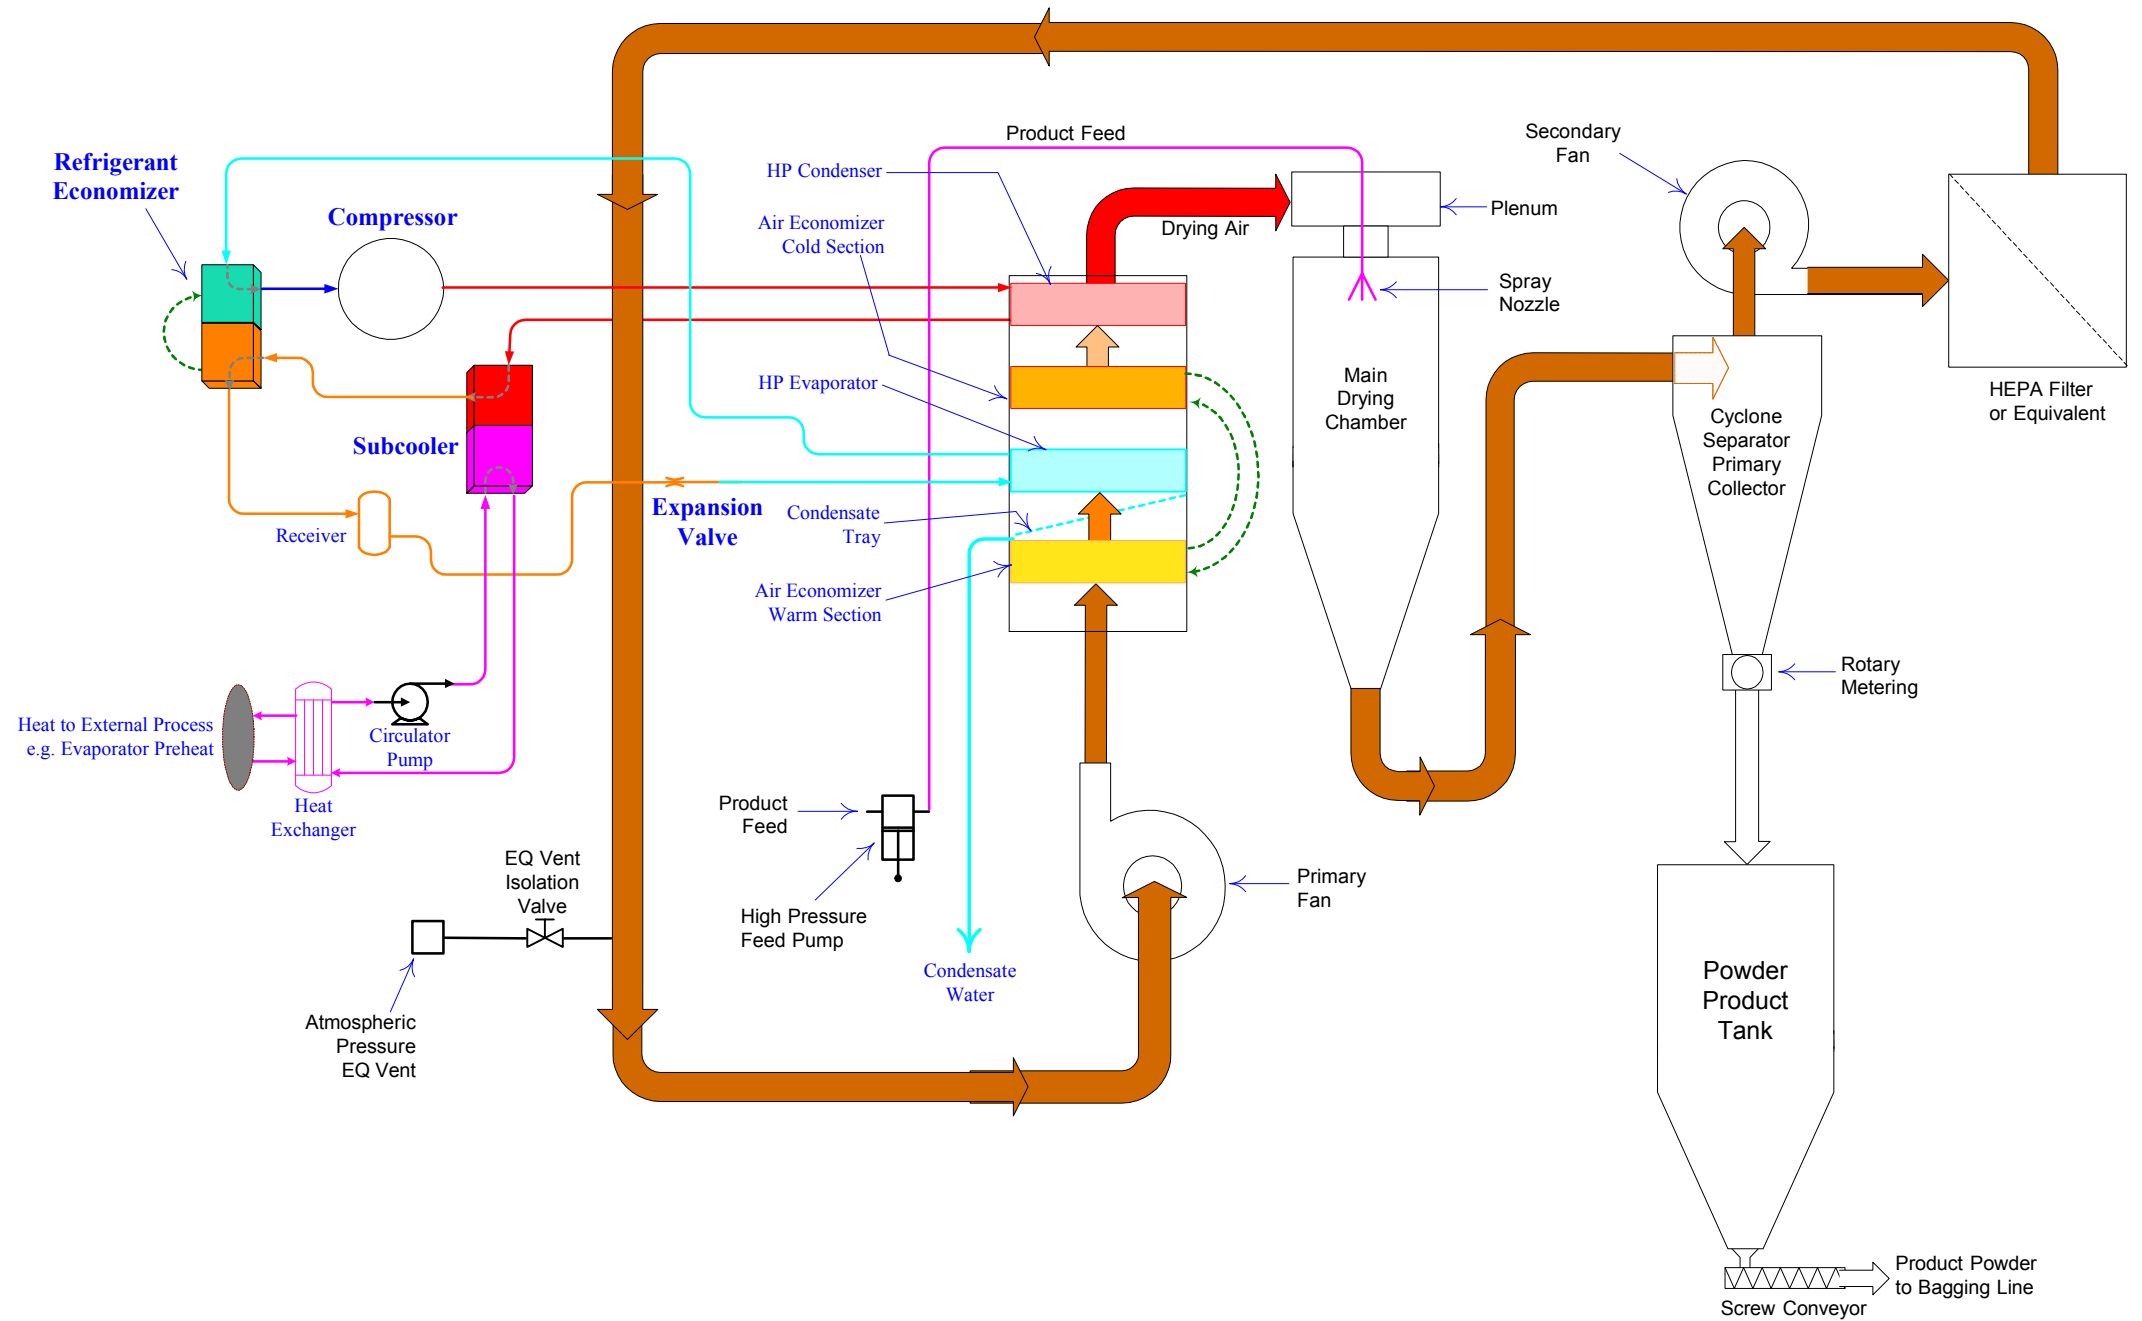 Product Feed
Secondary
Fan
Refrigerant
Economizer
HP Condenser
Compressor
Air Economizer
Cold Section
Drying Air
Plenum
Spray
Nozzle
HP Evaporator
Main
Drying
Chamber
HEPA Filter
or Equivalent
Cyclone
Separator
Primary
Collector
Subcooler
Expansion
Valve
Condensate
Tray
Receiver
Air Economizer
Warm Section
Rotary
Metering
Heat to External Process
e.g. Evaporator Preheat
Circulator
Pump
Heat
Exchanger
Product
Feed
EQ Vent
Isolation
Valve
Primary
Fan
High Pressure
Feed Pump
Condensate
Water
Powder
Product
Tank
Atmospheric
Pressure
EQ Vent
Product Powder
to Bagging Line
Screw Conveyor